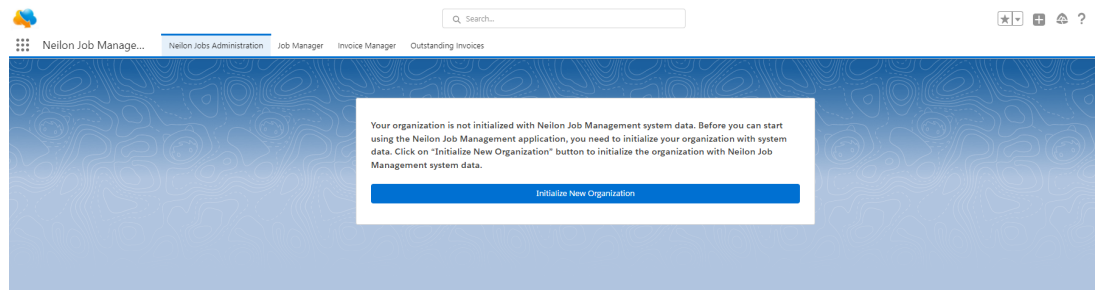 Search...
Neilon Job Manage...
Neilon Jobs Administration
Job Manager
Invoice Manager
Outstanding Invoices
Your organization is not initialized with Neilon Job Management system data. Before you can start
using the Neilon Job Management application, you need to initialize your organization with system
data. Click on "Initialize New Organization" button to initialize the organization with Neilon Job
Management system data.
Initialize New Organization